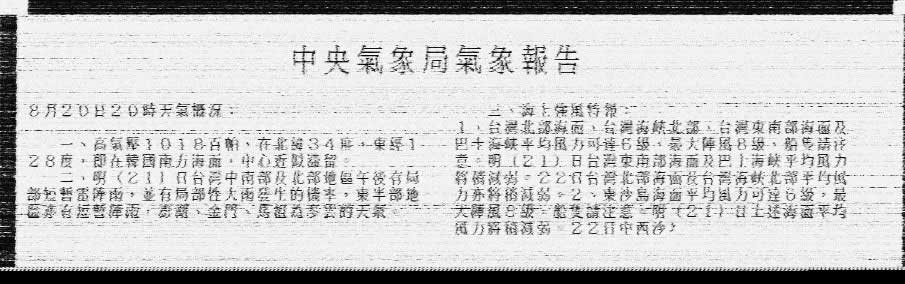 中央氣象局氣象報告
8月20日20時天氣概況：
一、高氣壓1018百帕，在北緯34度，東經1
28度，即在韓國南方海面，中心近似滯留。
二、明（21）日台灣中南部及北部地區午後有局
部短暫雷陣雨，並有局部性大雨發生的機率，東半部地
區亦有短暫陣雨，澎湖、金門、馬祖為多雲的天氣。
三、海上強風特報：
1、台灣北部海面、台灣海峽北部、台灣東南部海面及
巴士海峽平均風力可達6級，最大陣風8級，船隻請注
意。明（21）日台灣東南部海面及巴士海峽平均風力
將稍減弱。22日台灣北部海面及台灣海峽北部平均風
力亦將稍減弱。2、東沙島海面平均風力可達6級，最
大陣風8級，船隻請注意。明（21）日上述海面平均
風力將稍減弱。22日中西沙